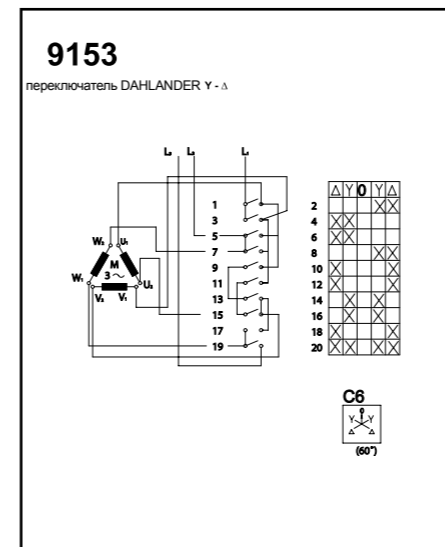 9153
переключатель DAHLANDER Y - Δ
L₃ L₂ L₁
Δ Y 0 Y Δ
1 2 X X
3 4 X X
5 6 X X
7 8 X X
9 10 X X
11 12 X X
13 14 X X
15 16 X X
17 18 X X
19 20 X X X X
W₂ U₁
M
3 ~
W₁ U₂
V₂ V₁
C6
0
Y Y
Δ Δ
(60°)